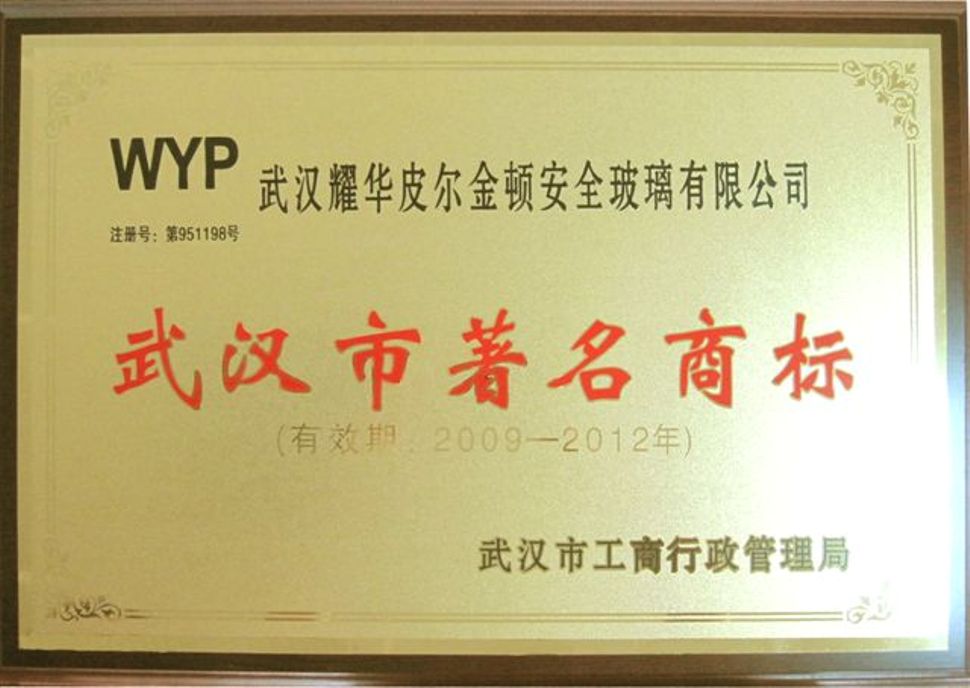 WYP 武汉耀华皮尔金顿安全玻璃有限公司
注册号：第951198号
武汉市著名商标
(有效期：2009—2012年)
武汉市工商行政管理局